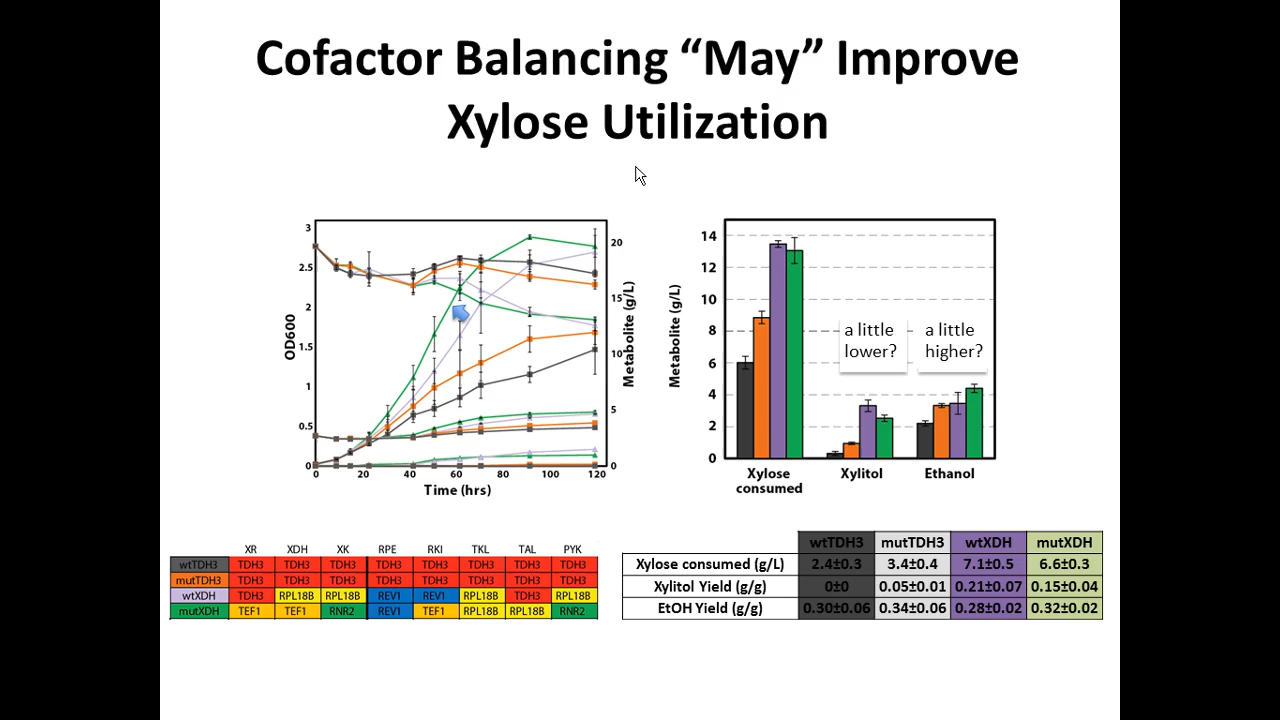 Cofactor Balancing “May” Improve
Xylose Utilization
3
2.5
2
1.5
1
0.5
0
OD600
20
15
10
5
0
Metabolite (g/L)
0 20 40 60 80 100 120
Time (hrs)
14
12
10
8
6
4
2
0
Metabolite (g/L)
a little
lower?
a little
higher?
Xylose
consumed
Xylitol
Ethanol
XR XDH XK RPE RKI TKL TAL PYK
wtTDH3 TDH3 TDH3 TDH3 TDH3 TDH3 TDH3 TDH3 TDH3
mutTDH3 TDH3 TDH3 TDH3 TDH3 TDH3 TDH3 TDH3 TDH3
wtXDH TDH3 RPL18B RPL18B REV1 REV1 RPL18B TDH3 RPL18B
mutXDH TEF1 TEF1 RNR2 REV1 TEF1 RPL18B RPL18B RNR2
wtTDH3 mutTDH3 wtXDH mutXDH
Xylose consumed (g/L) 2.4±0.3 3.4±0.4 7.1±0.5 6.6±0.3
Xylitol Yield (g/g) 0±0 0.05±0.01 0.21±0.07 0.15±0.04
EtOH Yield (g/g) 0.30±0.06 0.34±0.06 0.28±0.02 0.32±0.02